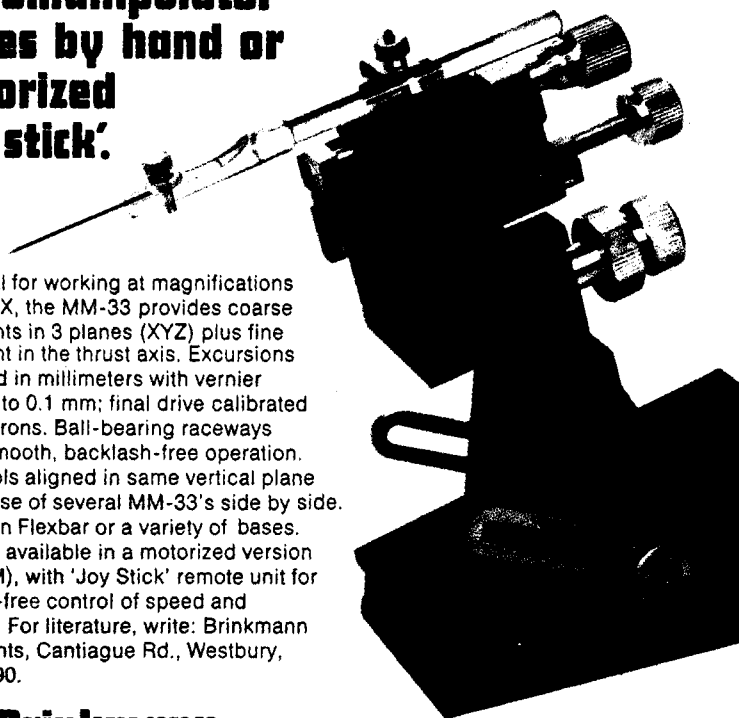 es by hand or
orized
stick'.
l for working at magnifications
X, the MM-33 provides coarse
nts in 3 planes (XYZ) plus fine
nt in the thrust axis. Excursions
d in millimeters with vernier
to 0.1 mm; final drive calibrated
rons. Ball-bearing raceways
mooth, backlash-free operation.
ols aligned in same vertical plane
se of several MM-33's side by side.
n Flexbar or a variety of bases.
available in a motorized version
M), with 'Joy Stick' remote unit for
-free control of speed and
For literature, write: Brinkmann
nts, Cantiague Rd., Westbury,
90.